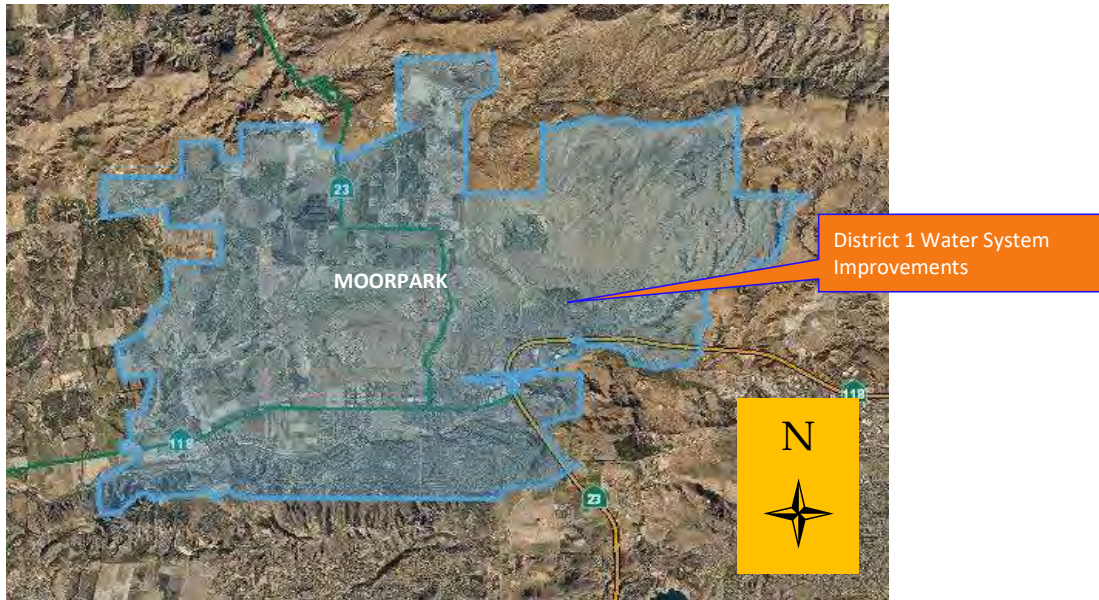 23
District 1 Water System
Improvements
MOORPARK
118
N
118
23